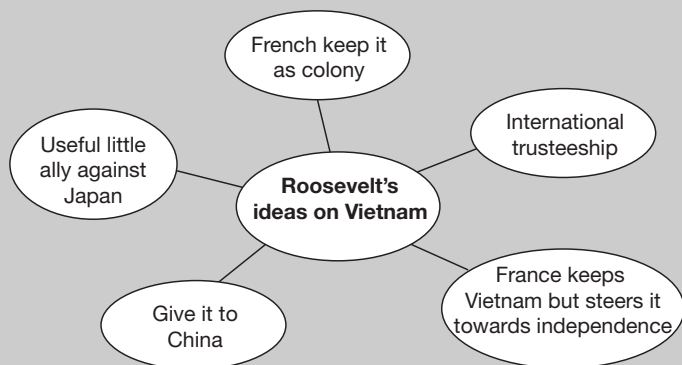 French keep it
as colony
Useful little
ally against
Japan
International
trusteeship
Roosevelt's
ideas on Vietnam
Give it to
China
France keeps
Vietnam but steers it
towards independence